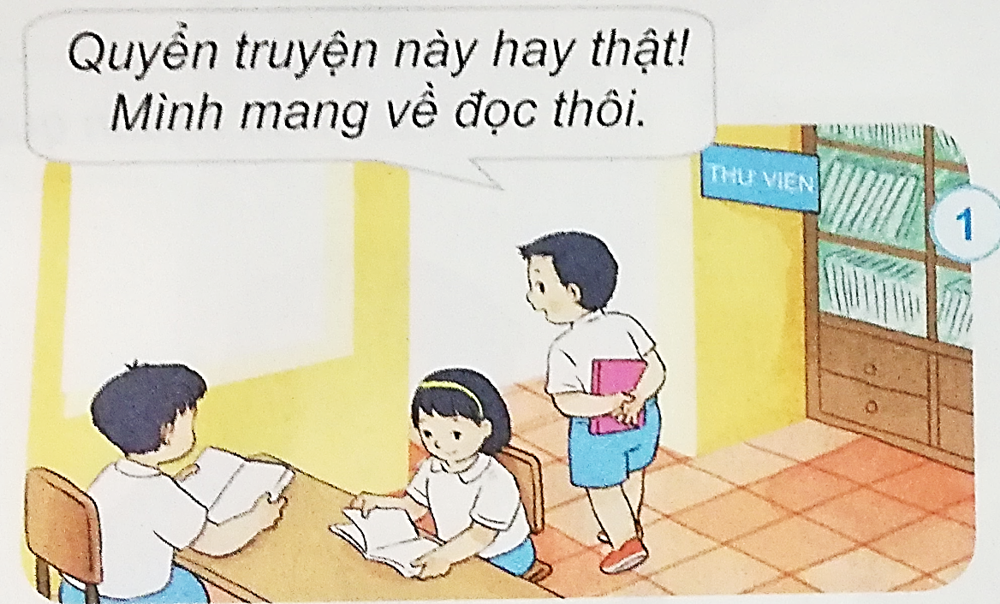 Quyển truyện này hay thật!
Mình mang về đọc thôi.
THƯ VIỆN
1